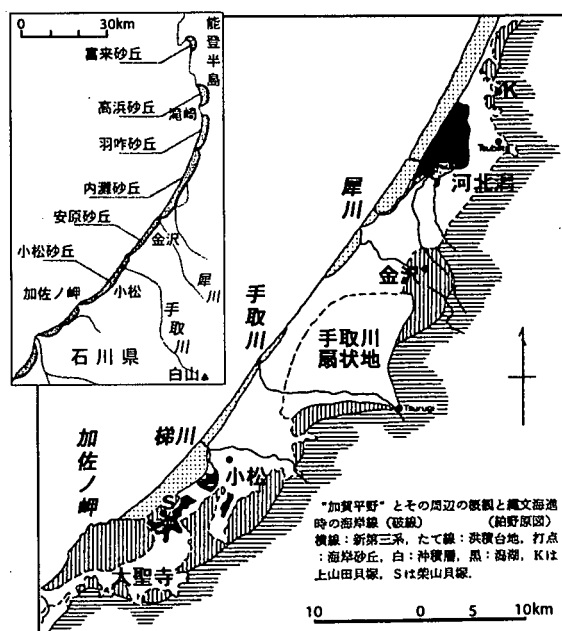 0 30km
能登半島
富来砂丘
高浜砂丘
滝崎
羽咋砂丘
内灘砂丘
安原砂丘
金沢
小松砂丘
犀川
加佐ノ岬
小松
手取川
石川県
白山
K
Tsubata
河北潟
犀川
金沢
手取川
手取川
扇状地
Tsurugi
梯川
加佐ノ岬
小松
S
大聖寺
"加賀平野"とその周辺の概観と縄文海進
時の海岸線(破線) (紺野原図)
横線:新第三系,たて線:洪積台地,打点
:海岸砂丘,白:沖積層,黒:潟湖,Kは
上山田貝塚,Sは柴山貝塚.
10 0 5 10km